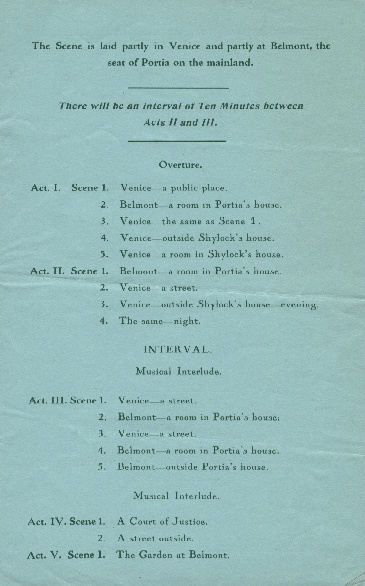 The Scene is laid partly in Venice and partly at Belmont, the
seat of Portia on the mainland.
There will be an interval of Ten Minutes between
Acts II and III.
Overture.
Act. I. Scene 1. Venice—a public place.
2. Belmont—a room in Portia's house.
3. Venice—the same as Scene 1.
4. Venice—outside Shylock's house.
5. Venice—a room in Shylock's house.
Act. II. Scene 1. Belmont—a room in Portia's house.
2. Venice—a street.
3. Venice—outside Shylock's house—evening.
4. The same—night.
INTERVAL.
Musical Interlude.
Act. III. Scene 1. Venice—a street.
2. Belmont—a room in Portia's house.
3. Venice—a street.
4. Belmont—a room in Portia's house.
5. Belmont—outside Portia's house.
Musical Interlude.
Act. IV. Scene 1. A Court of Justice.
2. A street outside.
Act. V. Scene 1. The Garden at Belmont.